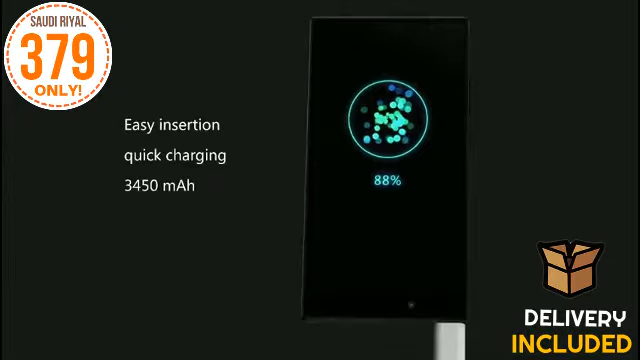 SAUDI RIYAL
379
ONLY!
Easy insertion
quick charging
3450 mAh
88%
DELIVERY
INCLUDED